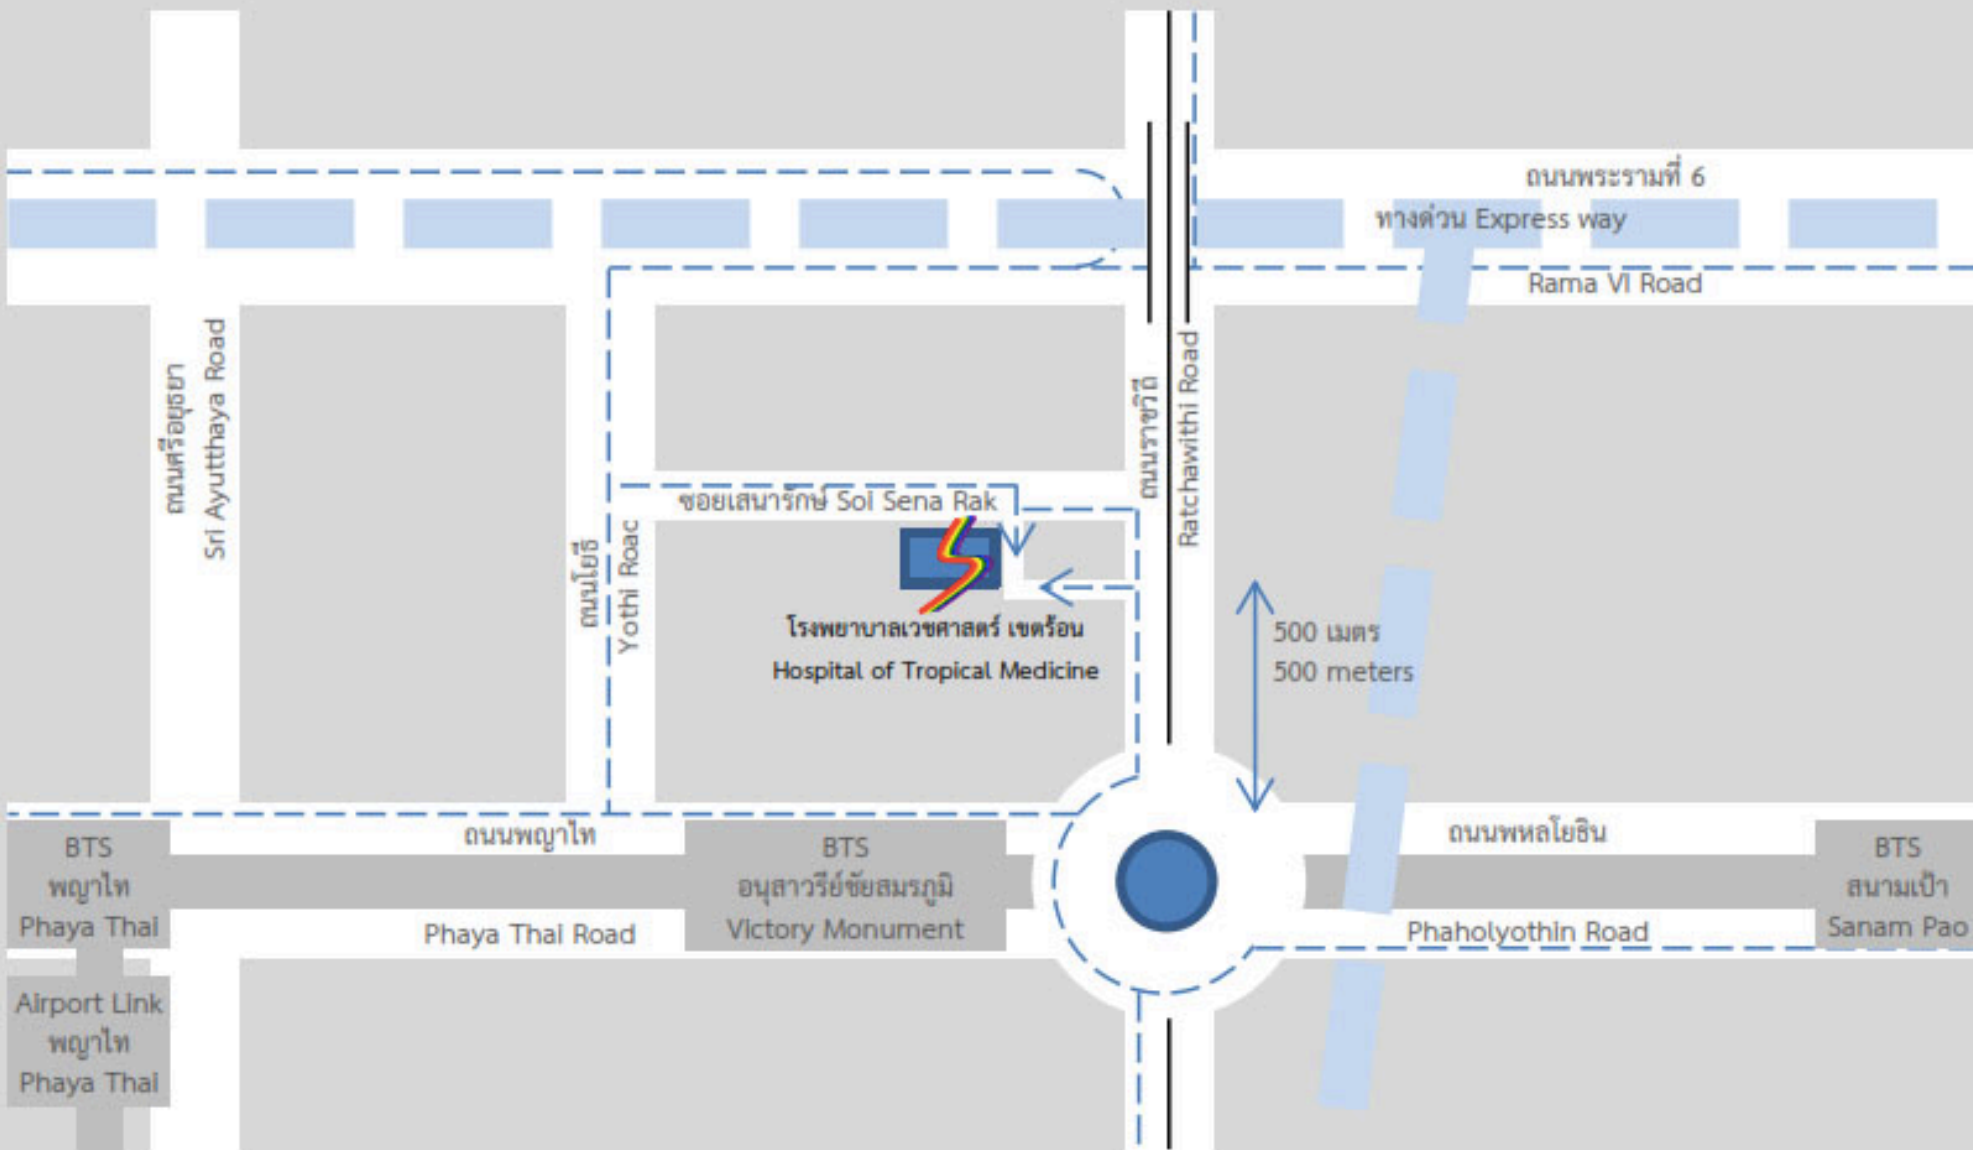 ถนนพระรามที่ 6
ทางด่วน Express way
Rama VI Road
ถนนศรีอยุธยา
Sri Ayutthaya Road
ถนนราชวิถี
Ratchawithi Road
ซอยเสนารักษ์ Soi Sena Rak
ถนนโยธี
Yothi Road
โรงพยาบาลเวชศาสตร์ เขตร้อน
Hospital of Tropical Medicine
500 เมตร
500 meters
BTS
พญาไท
Phaya Thai
ถนนพญาไท
Phaya Thai Road
BTS
อนุสาวรีย์ชัยสมรภูมิ
Victory Monument
ถนนพหลโยธิน
Phaholyothin Road
BTS
สนามเป้า
Sanam Pao
Airport Link
พญาไท
Phaya Thai